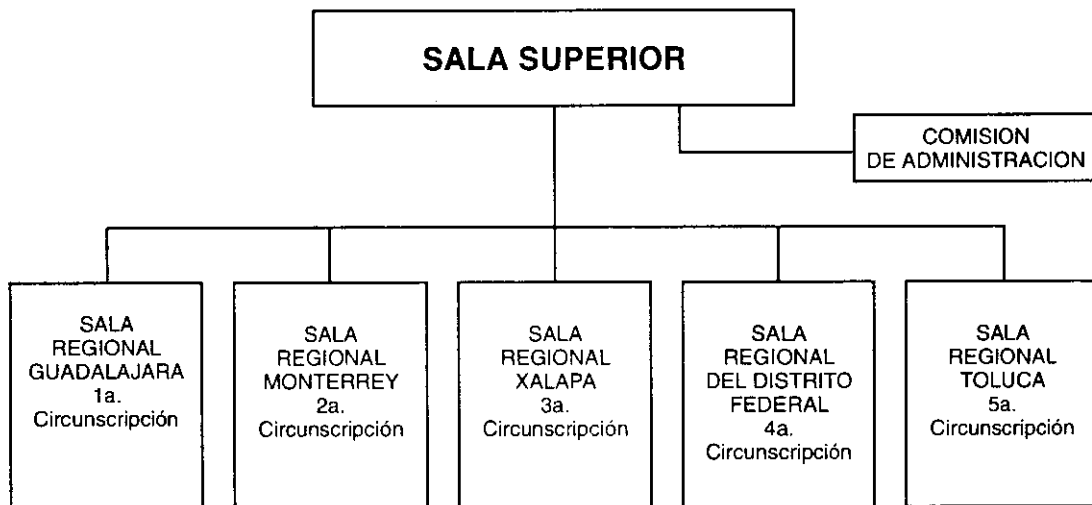 SALA SUPERIOR
COMISION
DE ADMINISTRACION
SALA
REGIONAL
GUADALAJARA
1a.
Circunscripción
SALA
REGIONAL
MONTERREY
2a.
Circunscripción
SALA
REGIONAL
XALAPA
3a.
Circunscripción
SALA
REGIONAL
DEL DISTRITO
FEDERAL
4a.
Circunscripción
SALA
REGIONAL
TOLUCA
5a.
Circunscripción